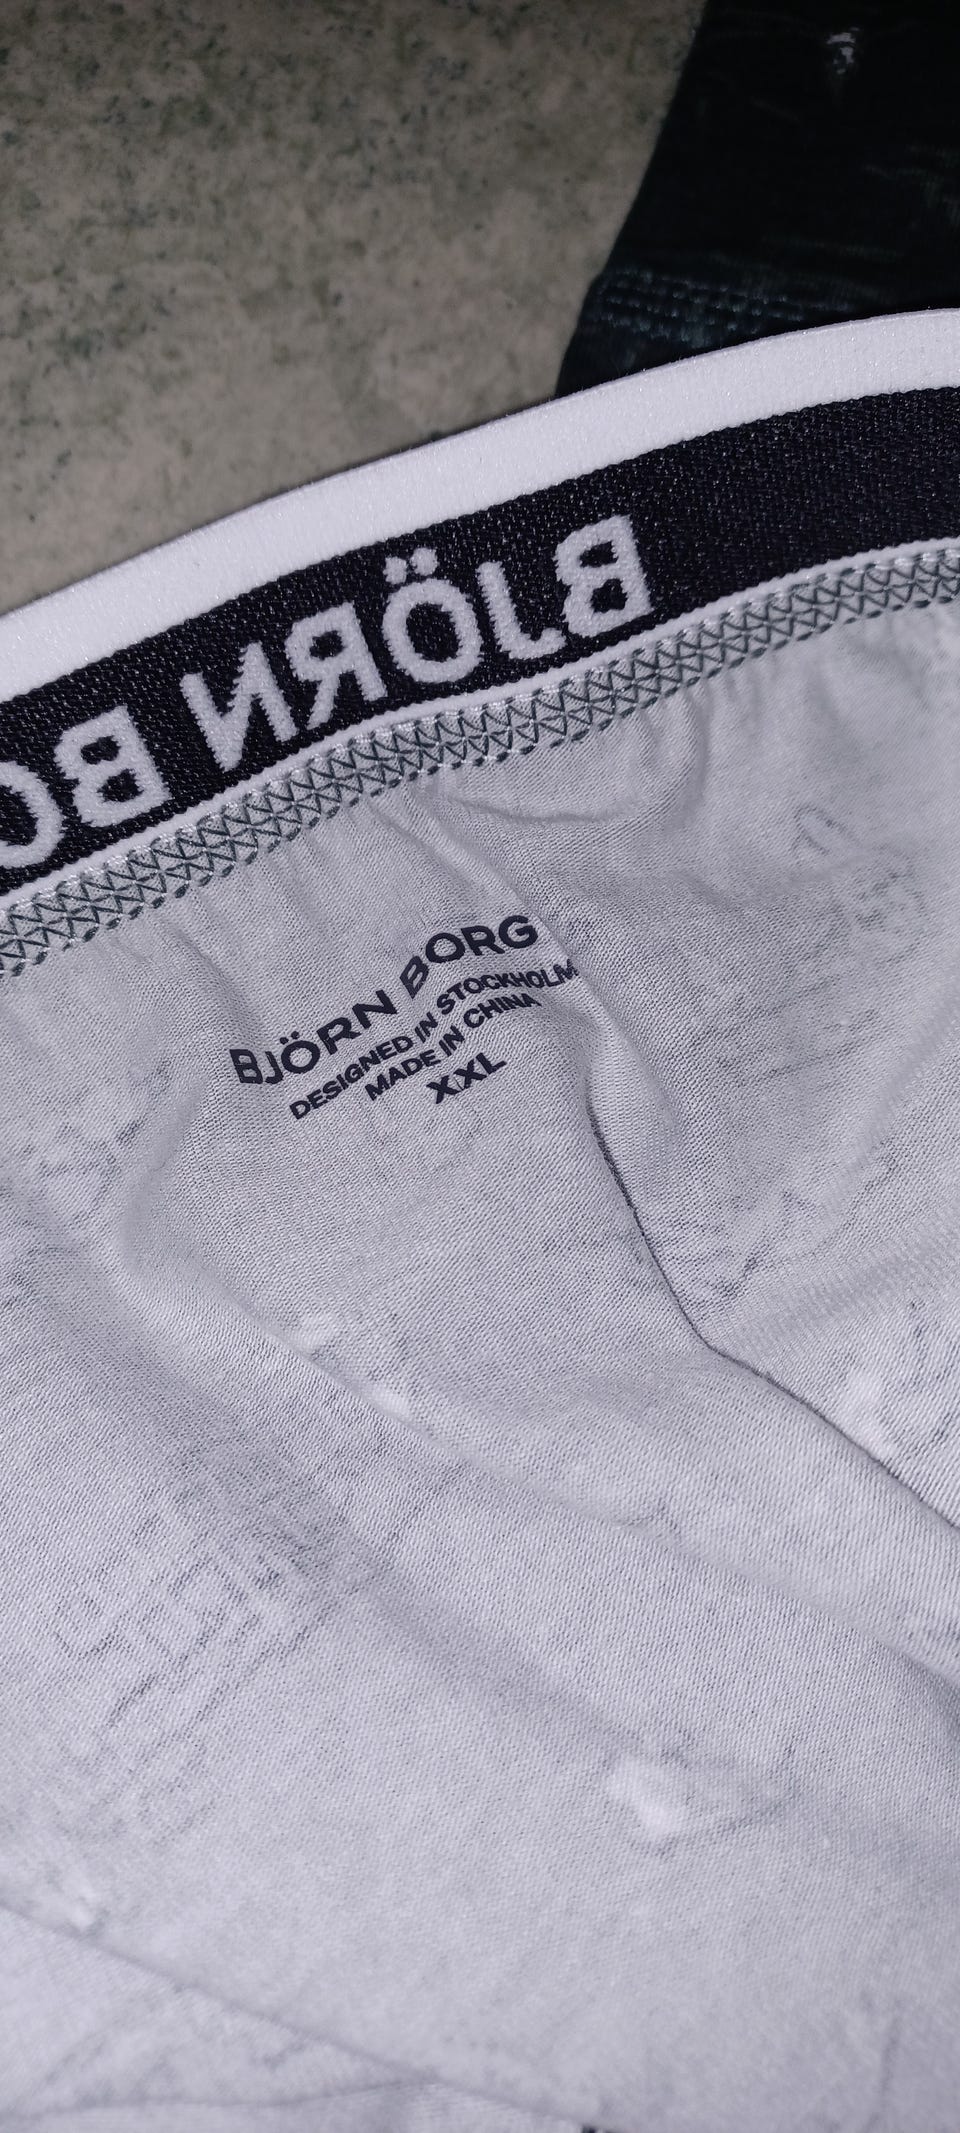 BJÖRN BO
BJÖRN BORG
DESIGNED IN STOCKHOLM
MADE IN CHINA
XXL